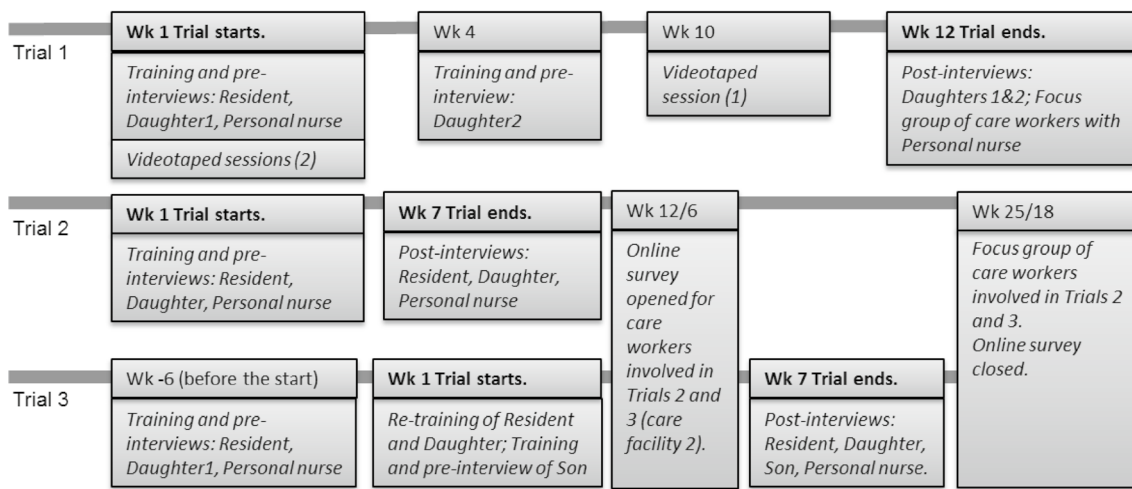 Trial 1
Wk 1 Trial starts.
Training and pre-
interviews: Resident,
Daughter1, Personal nurse
Videotaped sessions (2)
Wk 4
Training and pre-
interview:
Daughter2
Wk 10
Videotaped
session (1)
Wk 12 Trial ends.
Post-interviews:
Daughters 1&2; Focus
group of care workers with
Personal nurse
Trial 2
Wk 1 Trial starts.
Training and pre-
interviews: Resident,
Daughter, Personal nurse
Wk 7 Trial ends.
Post-interviews:
Resident, Daughter,
Personal nurse
Wk 12/6
Online
survey
opened for
care
workers
involved in
Trials 2 and
3 (care
facility 2).
Wk 25/18
Focus group of
care workers
involved in Trials 2
and 3.
Online survey
closed.
Trial 3
Wk -6 (before the start)
Training and pre-
interviews: Resident,
Daughter1, Personal nurse
Wk 1 Trial starts.
Re-training of Resident
and Daughter; Training
and pre-interview of Son
Wk 7 Trial ends.
Post-interviews:
Resident, Daughter,
Son, Personal nurse.